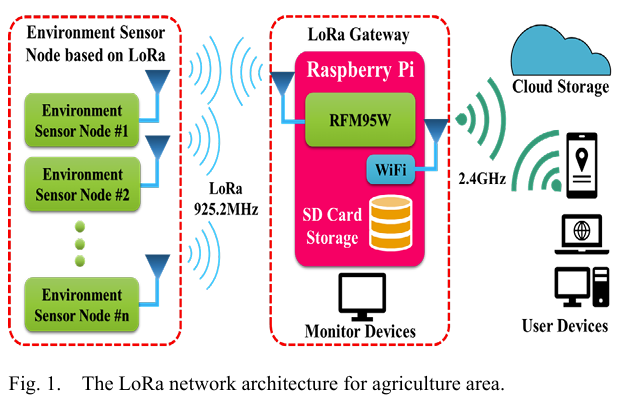 Environment Sensor
Node based on LoRa
Environment
Sensor Node #1
Environment
Sensor Node #2
Environment
Sensor Node #n
LoRa
925.2MHz
LoRa Gateway
Raspberry Pi
RFM95W
WiFi
SD Card
Storage
Monitor Devices
2.4GHz
Cloud Storage
User Devices
Fig. 1. The LoRa network architecture for agriculture area.